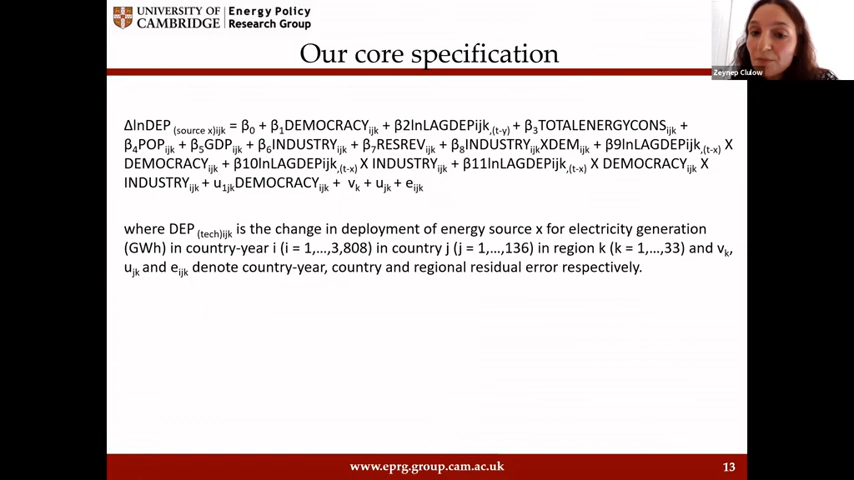 UNIVERSITY OF
CAMBRIDGE
Energy Policy
Research Group
Our core specification
Zeynep Clulow
ΔlnDEP (source x)ijk = β0 + β1DEMOCRACYijk + β2lnLAGDEPijk,(t-y) + β3TOTALENERGYCONSijk +
β4POPijk + β5GDPijk + β6INDUSTRYijk + β7RESREVijk + β8INDUSTRYijkXDEMijk + β9lnLAGDEPijk,(t-x) X
DEMOCRACYijk + β10lnLAGDEPijk,(t-x) X INDUSTRYijk + β11lnLAGDEPijk,(t-x) X DEMOCRACYijk X
INDUSTRYijk + u1jkDEMOCRACYijk + vk + ujk + eijk
where DEP (tech)ijk is the change in deployment of energy source x for electricity generation
(GWh) in country-year i (i = 1,...,3,808) in country j (j = 1,...,136) in region k (k = 1,...,33) and vk,
ujk and eijk denote country-year, country and regional residual error respectively.
www.eprg.group.cam.ac.uk
13